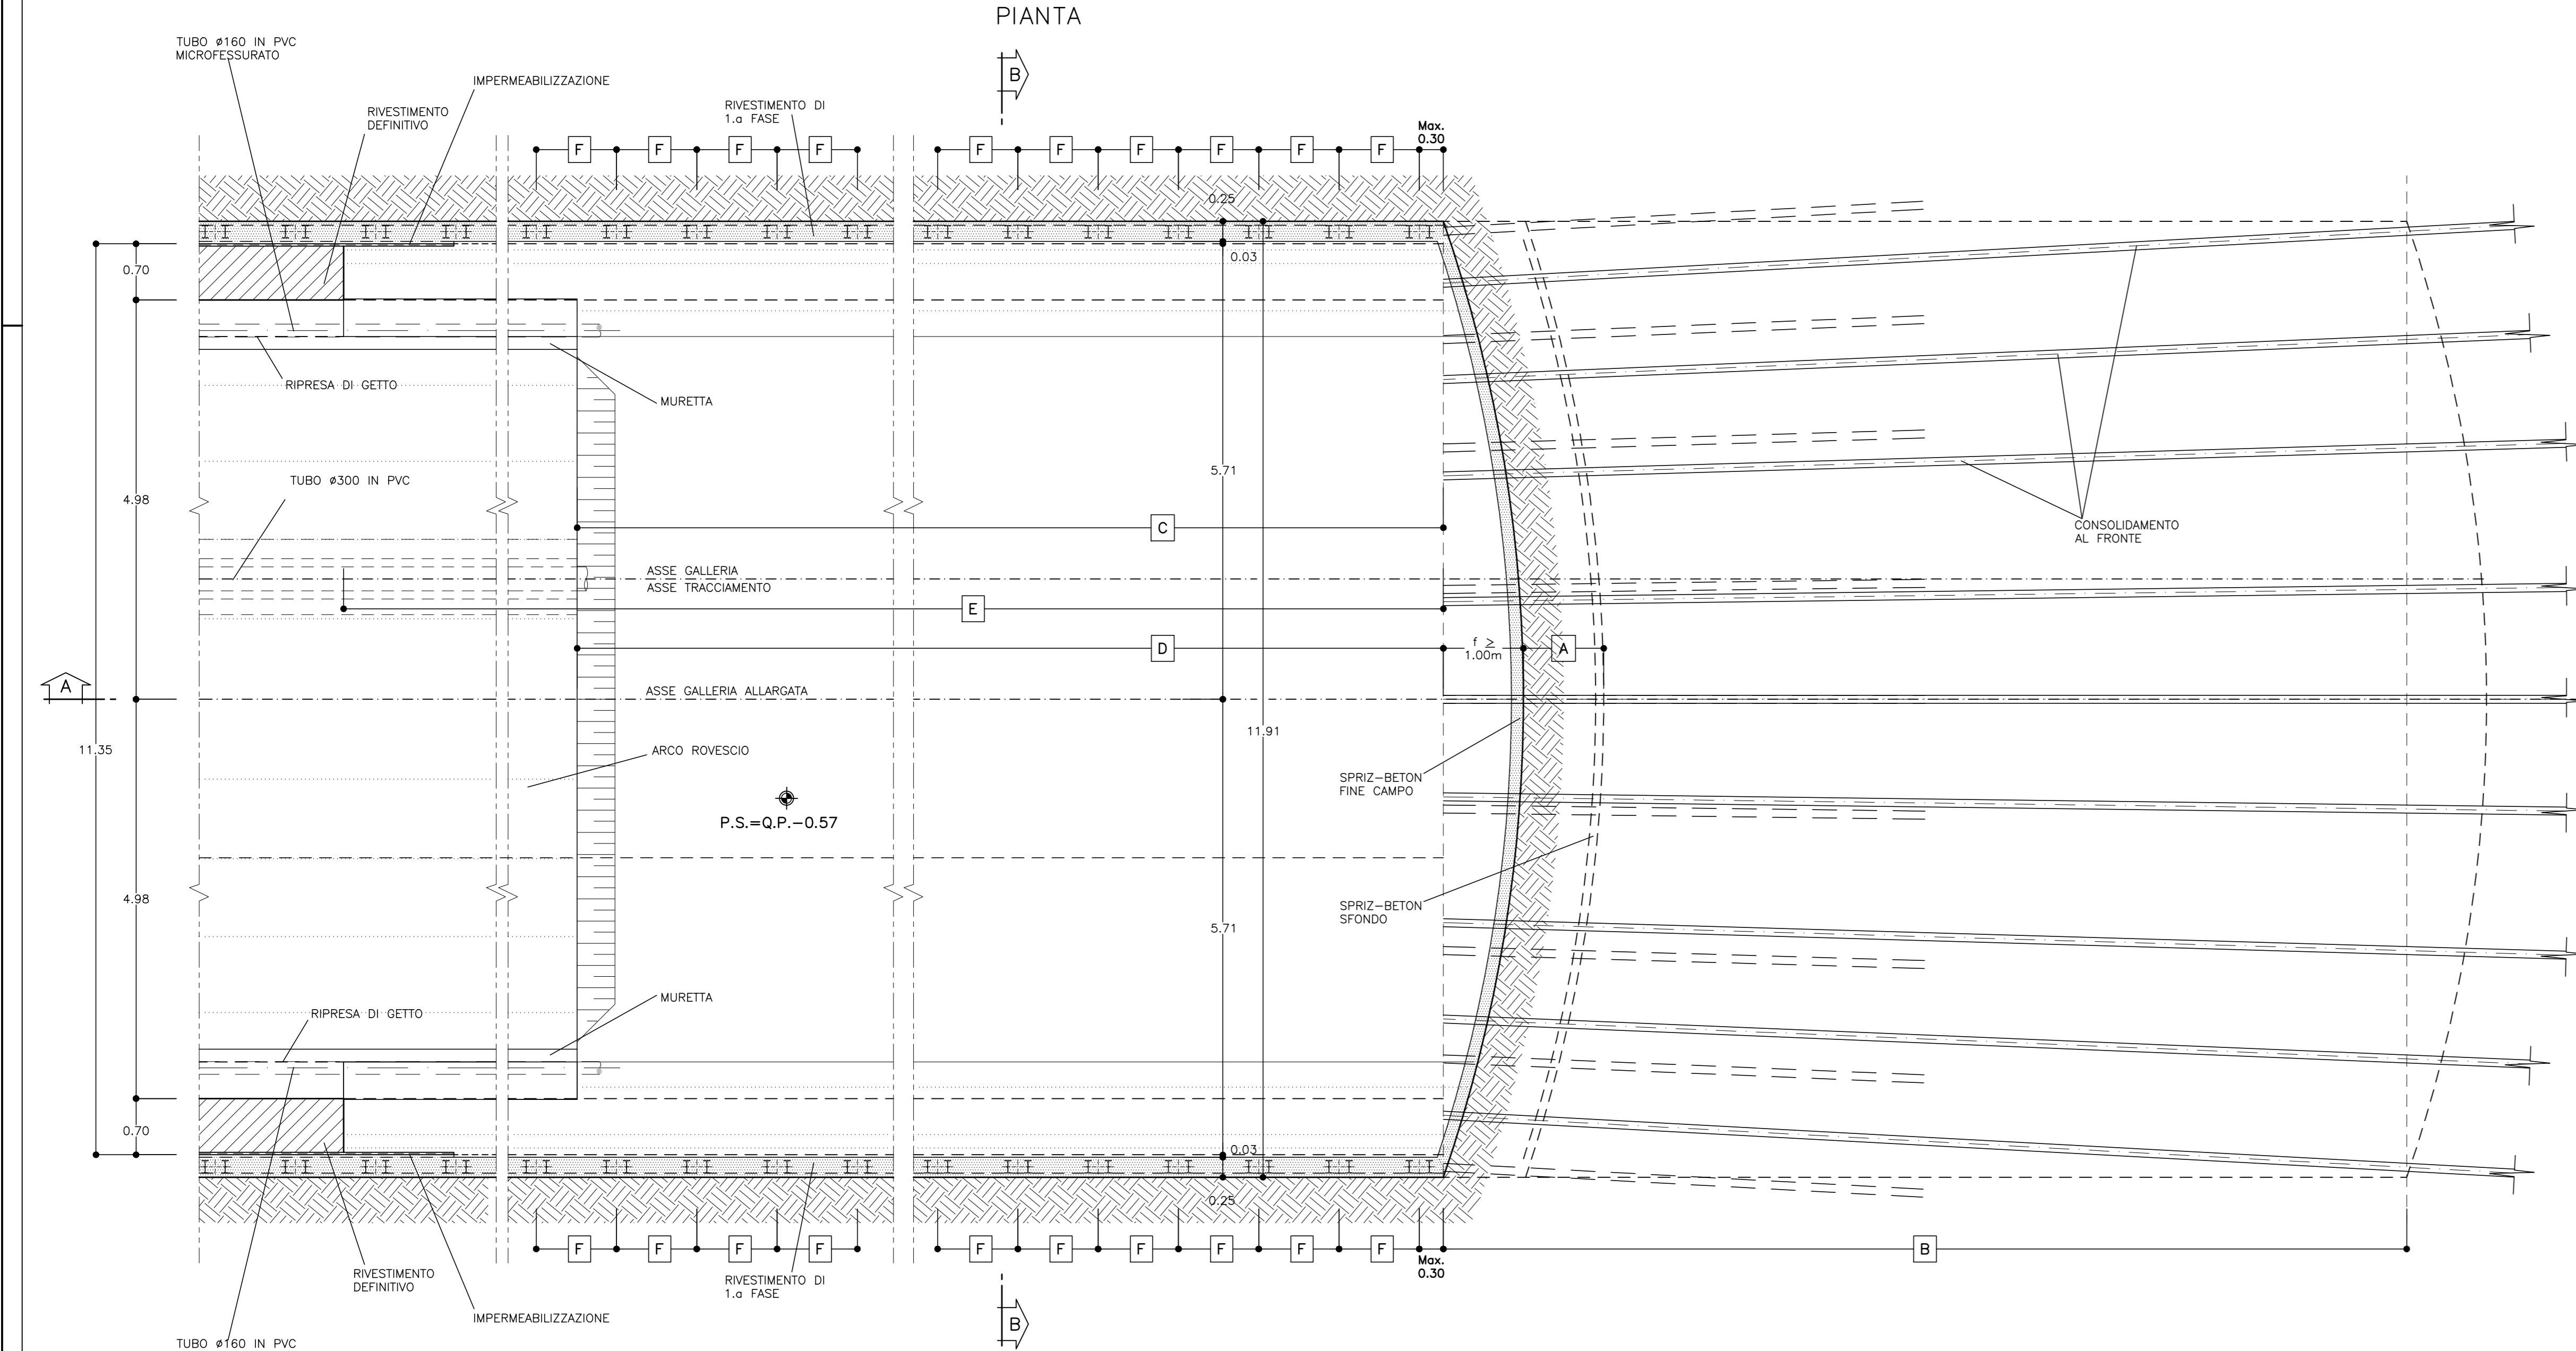 PIANTA
TUBO ø160 IN PVC
MICROFESSURATO
IMPERMEABILIZZAZIONE
RIVESTIMENTO
DEFINITIVO
RIVESTIMENTO DI
1.a FASE
B
Max.
0.30
F F F F F F F F F F
0.25
0.03
0.70
RIPRESA DI GETTO
MURETTA
5.71
TUBO ø300 IN PVC
4.98
C
CONSOLIDAMENTO
AL FRONTE
ASSE GALLERIA
ASSE TRACCIAMENTO
E
D
f ≥
1.00m
A
A
ASSE GALLERIA ALLARGATA
11.35
11.91
ARCO ROVESCIO
SPRIZ-BETON
FINE CAMPO
P.S.=Q.P.-0.57
4.98
SPRIZ-BETON
SFONDO
5.71
MURETTA
RIPRESA DI GETTO
0.70
0.03
0.25
F F F F F F F F F F
B
Max.
0.30
RIVESTIMENTO
DEFINITIVO
RIVESTIMENTO DI
1.a FASE
IMPERMEABILIZZAZIONE
B
TUBO ø160 IN PVC